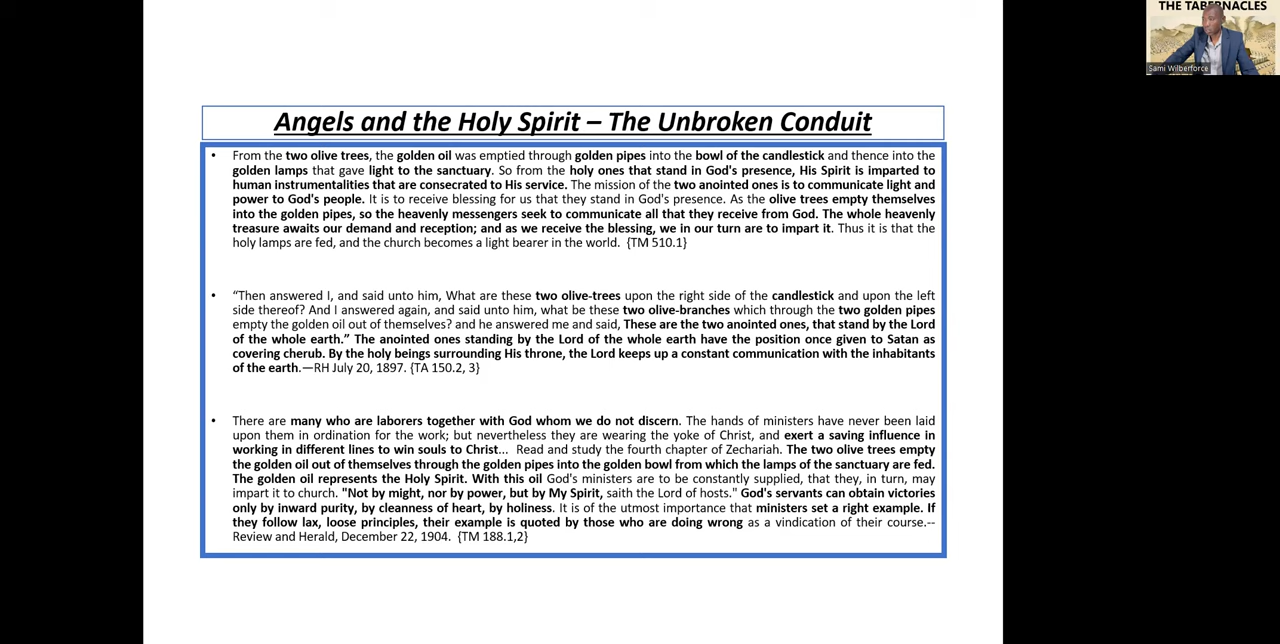 THE TABERNACLES
Sami Wilberforce
Angels and the Holy Spirit – The Unbroken Conduit
• From the two olive trees, the golden oil was emptied through golden pipes into the bowl of the candlestick and thence into the
golden lamps that gave light to the sanctuary. So from the holy ones that stand in God's presence, His Spirit is imparted to
human instrumentalities that are consecrated to His service. The mission of the two anointed ones is to communicate light and
power to God's people. It is to receive blessing for us that they stand in God's presence. As the olive trees empty themselves
into the golden pipes, so the heavenly messengers seek to communicate all that they receive from God. The whole heavenly
treasure awaits our demand and reception; and as we receive the blessing, we in our turn are to impart it. Thus it is that the
holy lamps are fed, and the church becomes a light bearer in the world. {TM 510.1}
• “Then answered I, and said unto him, What are these two olive-trees upon the right side of the candlestick and upon the left
side thereof? And I answered again, and said unto him, what be these two olive-branches which through the two golden pipes
empty the golden oil out of themselves? and he answered me and said, These are the two anointed ones, that stand by the Lord
of the whole earth.” The anointed ones standing by the Lord of the whole earth have the position once given to Satan as
covering cherub. By the holy beings surrounding His throne, the Lord keeps up a constant communication with the inhabitants
of the earth.—RH July 20, 1897. {TA 150.2, 3}
• There are many who are laborers together with God whom we do not discern. The hands of ministers have never been laid
upon them in ordination for the work; but nevertheless they are wearing the yoke of Christ, and exert a saving influence in
working in different lines to win souls to Christ... Read and study the fourth chapter of Zechariah. The two olive trees empty
the golden oil out of themselves through the golden pipes into the golden bowl from which the lamps of the sanctuary are fed.
The golden oil represents the Holy Spirit. With this oil God's ministers are to be constantly supplied, that they, in turn, may
impart it to church. "Not by might, nor by power, but by My Spirit, saith the Lord of hosts." God's servants can obtain victories
only by inward purity, by cleanness of heart, by holiness. It is of the utmost importance that ministers set a right example. If
they follow lax, loose principles, their example is quoted by those who are doing wrong as a vindication of their course.--
Review and Herald, December 22, 1904. {TM 188.1,2}